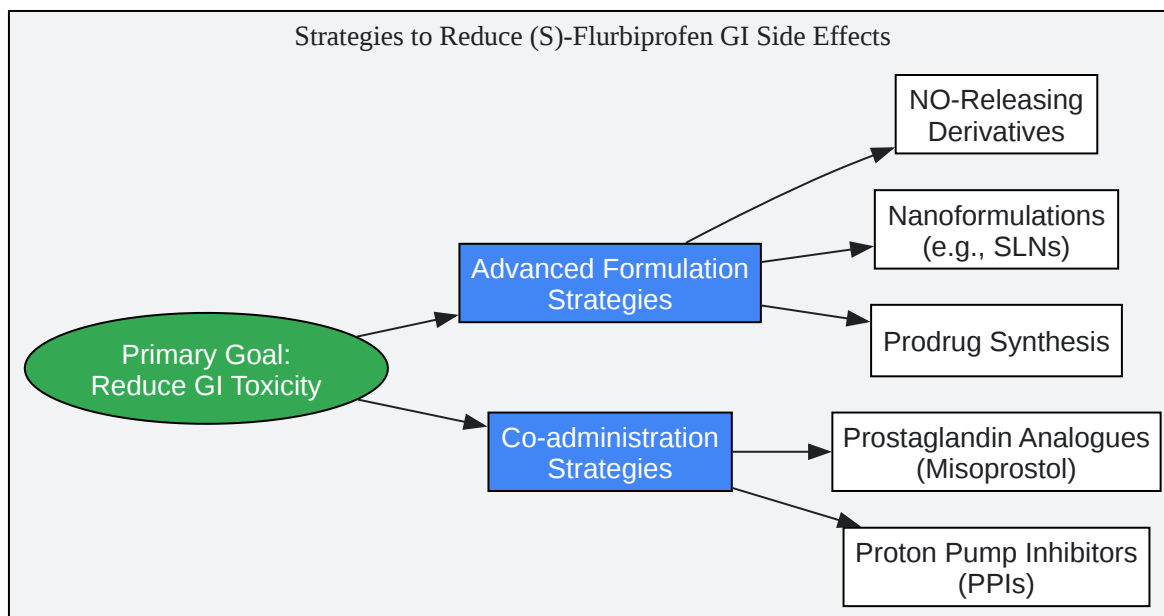 Strategies to Reduce (S)-Flurbiprofen GI Side Effects
NO-Releasing
Derivatives
Nanoformulations
(e.g., SLNs)
Advanced Formulation
Strategies
Prodrug Synthesis
Primary Goal:
Reduce GI Toxicity
Co-administration
Strategies
Prostaglandin Analogues
(Misoprostol)
Proton Pump Inhibitors
(PPIs)